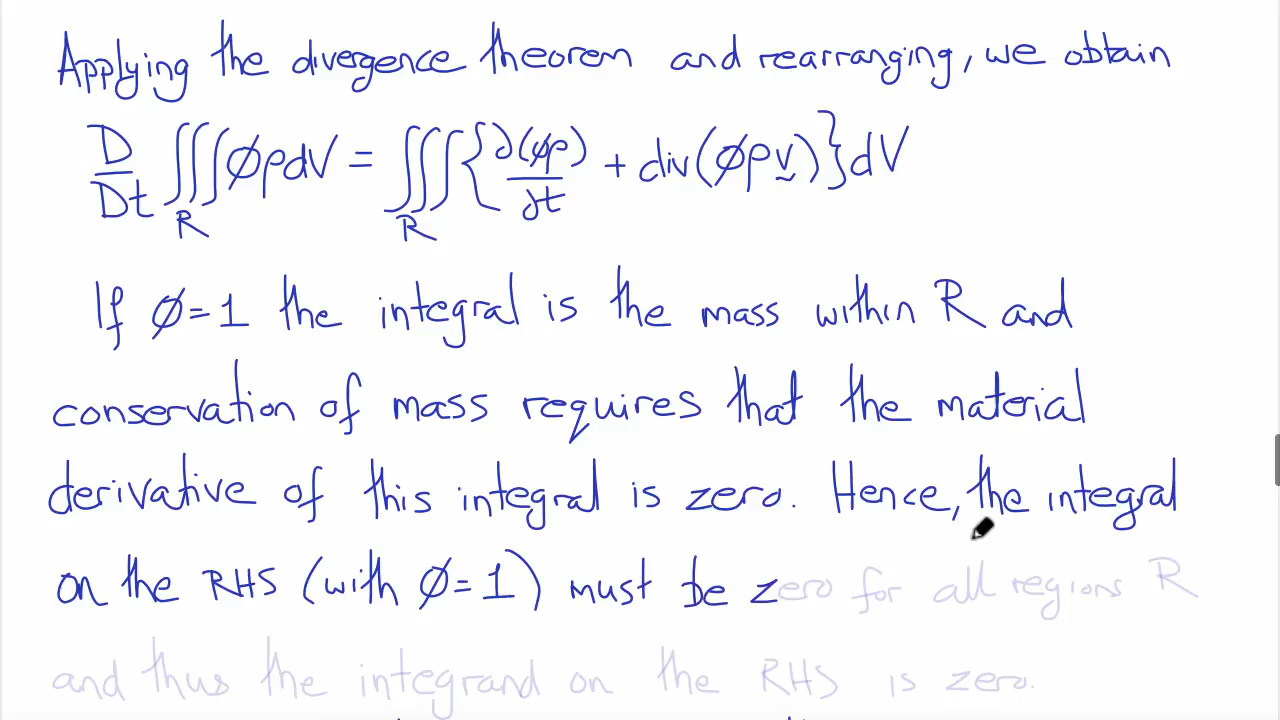 Applying the divergence theorem and rearranging, we obtain
D/Dt ∭_R ϕρdV = ∭_R {∂(ϕρ)/∂t + div(ϕρv̰)}dV
If ϕ=1 the integral is the mass within R and
conservation of mass requires that the material
derivative of this integral is zero. Hence, the integral
on the RHS (with ϕ=1) must be zero for all regions R
and thus the integrand on the RHS is zero.